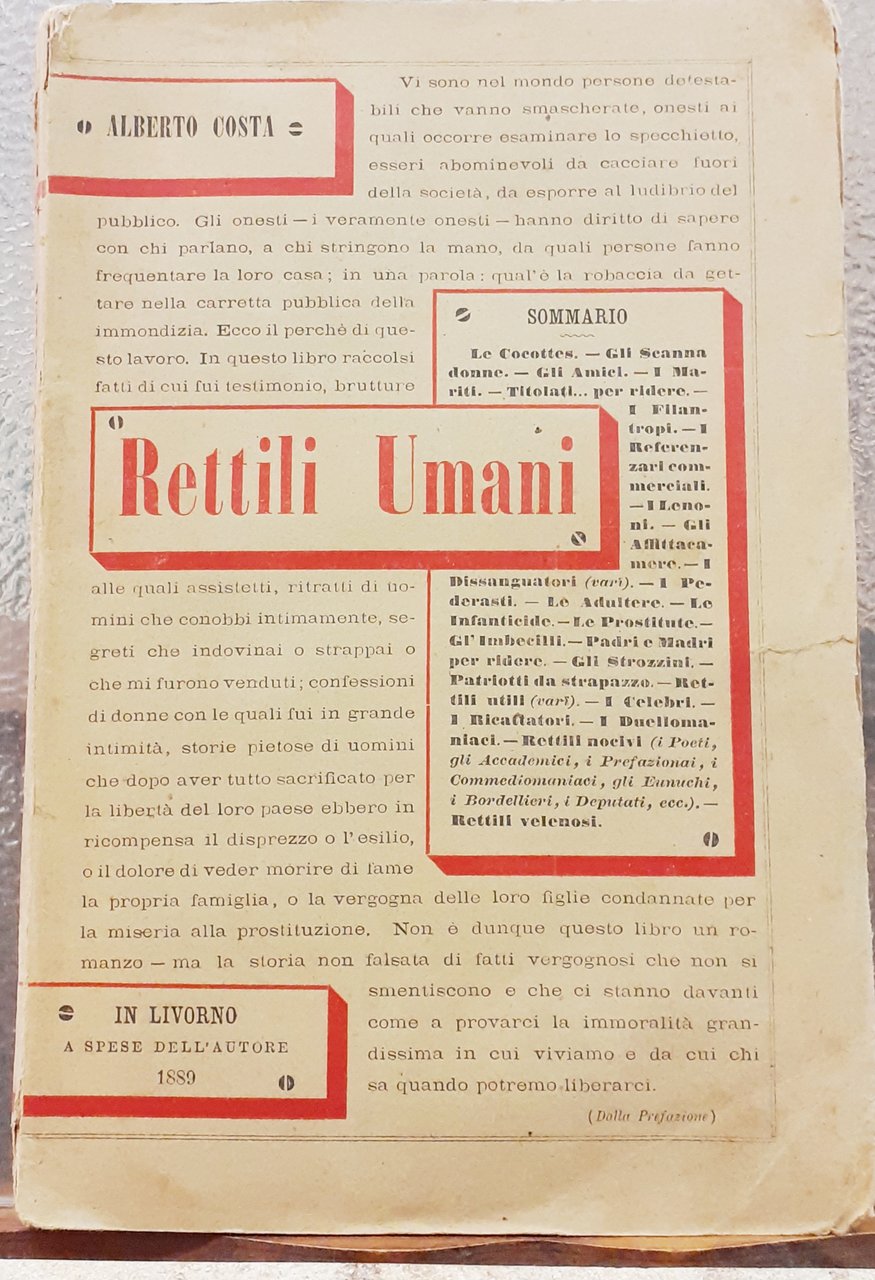 ALBERTO COSTA
Vi sono nel mondo persone detesta-
bili che vanno smascherate, onesti ai
quali occorre esaminare lo specchietto,
esseri abominevoli da cacciare fuori
della società, da esporre al ludibrio del
pubblico. Gli onesti — i veramente onesti — hanno diritto di sapere
con chi parlano, a chi stringono la mano, da quali persone fanno
frequentare la loro casa; in una parola: qual'è la robaccia da get-
tare nella carretta pubblica della
immondizia. Ecco il perchè di que-
sto lavoro. In questo libro raccolsi
fatti di cui fui testimonio, brutture
Rettili Umani
alle quali assistetti, ritratti di uo-
mini che conobbi intimamente, se-
greti che indovinai o strappai o
che mi furono venduti; confessioni
di donne con le quali fui in grande
intimità, storie pietose di uomini
che dopo aver tutto sacrificato per
la libertà del loro paese ebbero in
ricompensa il disprezzo o l'esilio,
o il dolore di veder morire di fame
la propria famiglia, o la vergogna delle loro figlie condannate per
la miseria alla prostituzione. Non è dunque questo libro un ro-
manzo — ma la storia non falsata di fatti vergognosi che non si
smentiscono e che ci stanno davanti
come a provarci la immoralità gran-
dissima in cui viviamo e da cui chi
sa quando potremo liberarci.
(Dalla Prefazione)
SOMMARIO
Le Cocottes. — Gli Scanna
donne. — Gli Amici. — I Ma-
riti. — Titolati... per ridere. —
I Filan-
tropi. — I
Referen-
zari com-
merciali.
— I Leno-
ni. — Gli
Affittaca-
mere. — I
Dissanguatori (varî). — I Pe-
derasti. — Le Adultere. — Le
Infanticide. — Le Prostitute. —
Gl'Imbecilli. — Padri e Madri
per ridere. — Gli Strozzini. —
Patriotti da strapazzo. — Ret-
tili utili (varî). — I Celebri. —
I Ricattatori. — I Duelloma-
niaci. — Rettili nocivi (i Poeti,
gli Accademici, i Prefazionai, i
Commediomaniaci, gli Eunuchi,
i Bordellieri, i Deputati, ecc.). —
Rettili velenosi.
IN LIVORNO
A SPESE DELL'AUTORE
1889